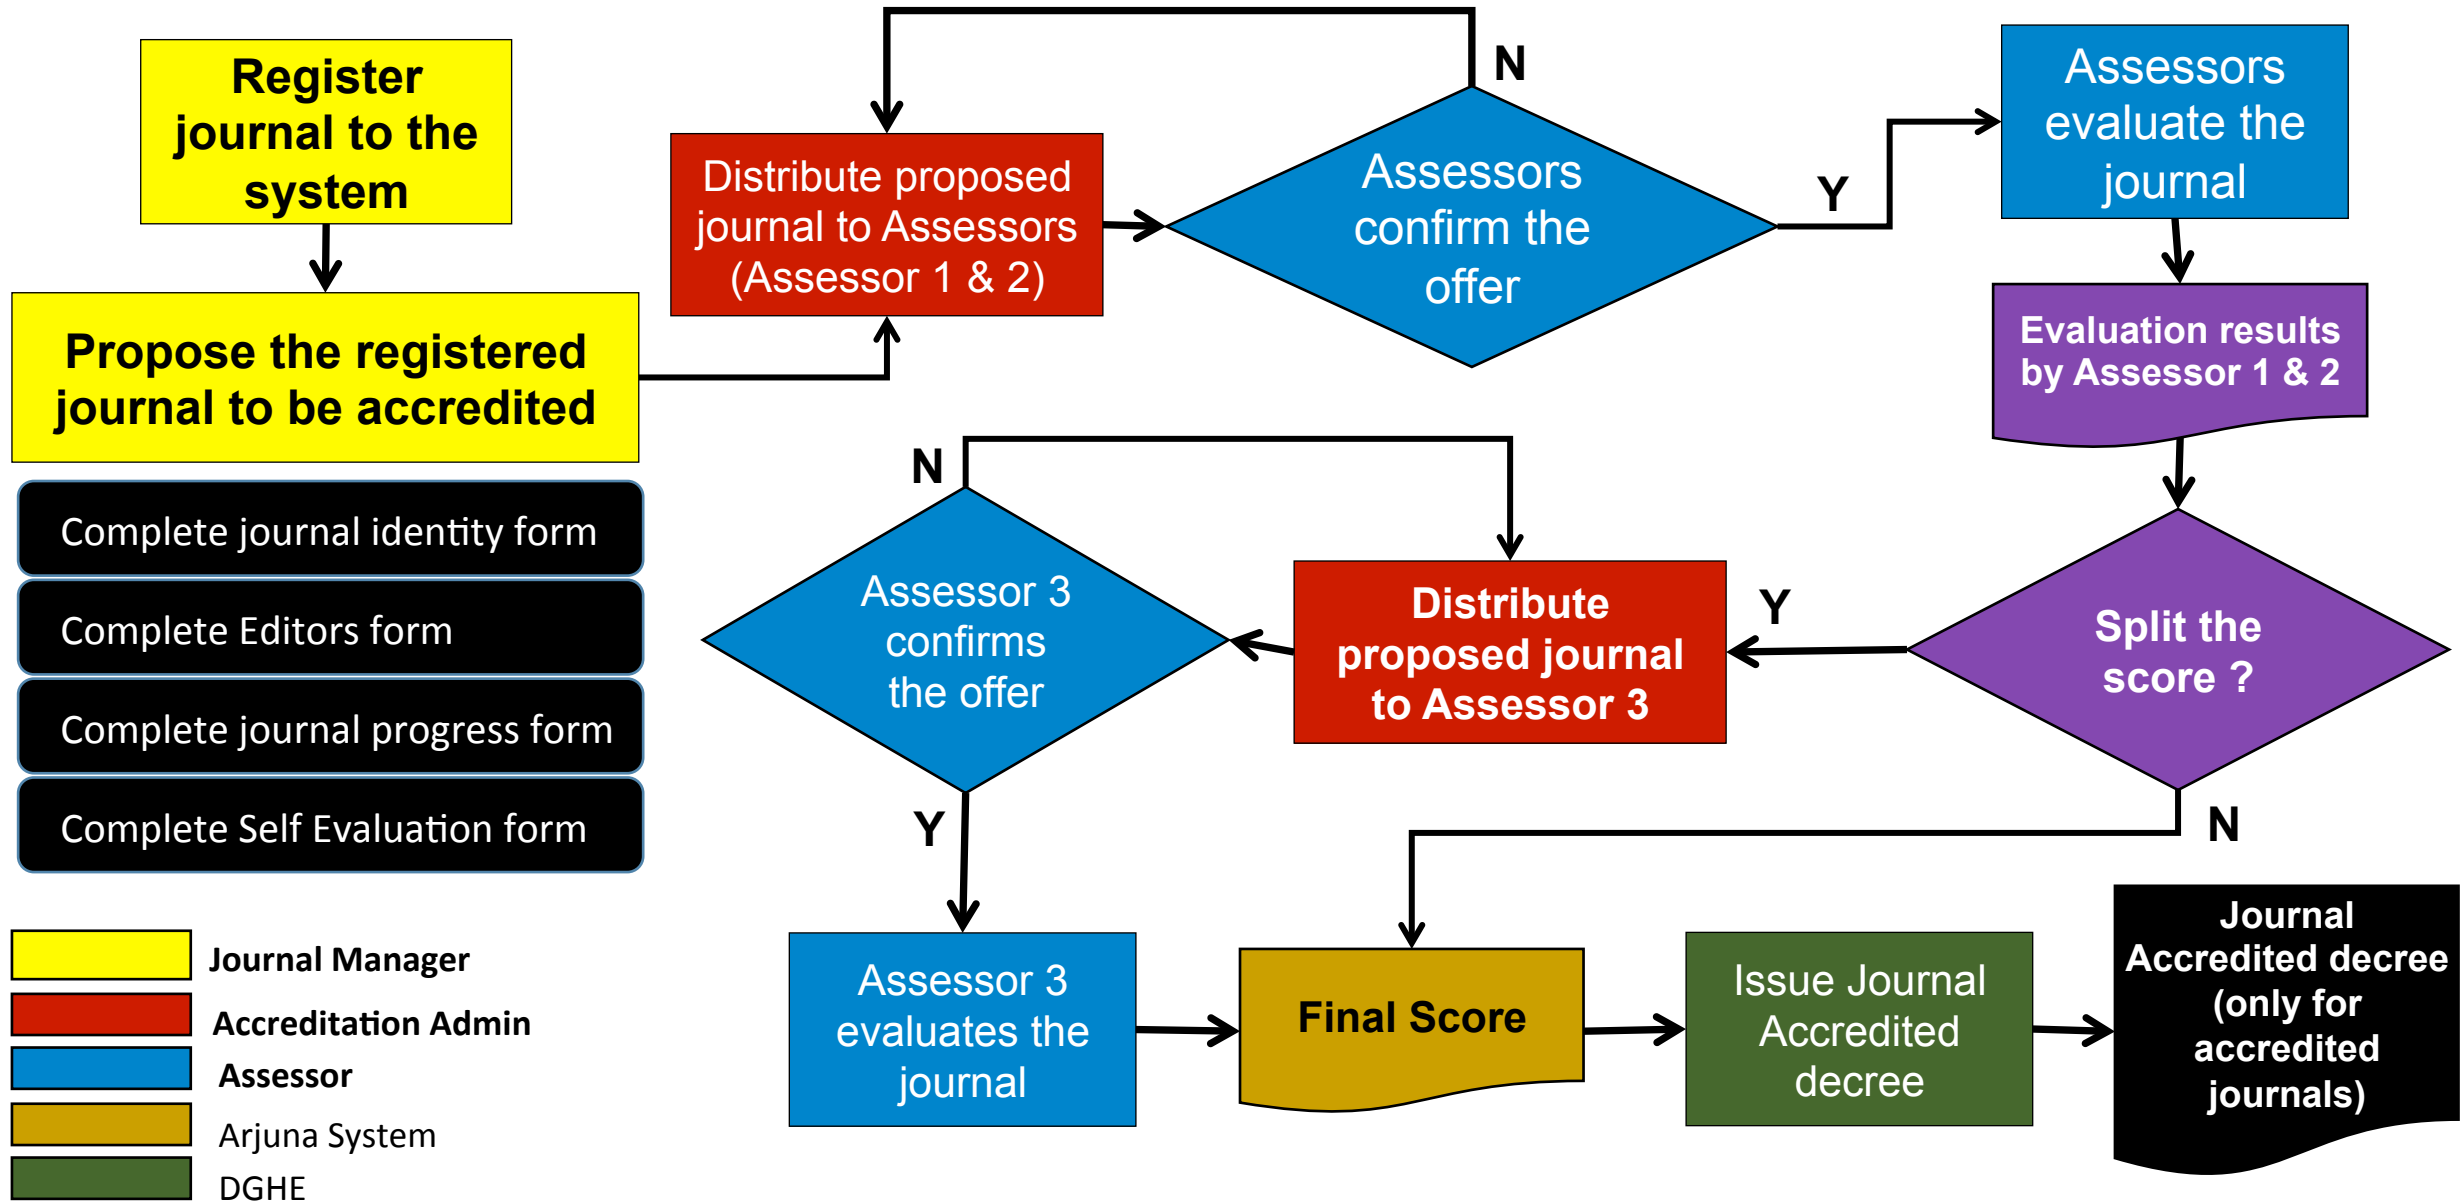 Register
journal to the
system
Propose the registered
journal to be accredited
Complete journal identity form
Complete Editors form
Complete journal progress form
Complete Self Evaluation form
Journal Manager
Accreditation Admin
Assessor
Arjuna System
DGHE
Distribute proposed
journal to Assessors
(Assessor 1 & 2)
N
Assessors
confirm the
offer
Y
Assessors
evaluate the
journal
Evaluation results
by Assessor 1 & 2
Split the
score ?
Y
N
Distribute
proposed journal
to Assessor 3
N
Assessor 3
confirms
the offer
Y
Assessor 3
evaluates the
journal
Final Score
Issue Journal
Accredited
decree
Journal
Accredited decree
(only for
accredited
journals)